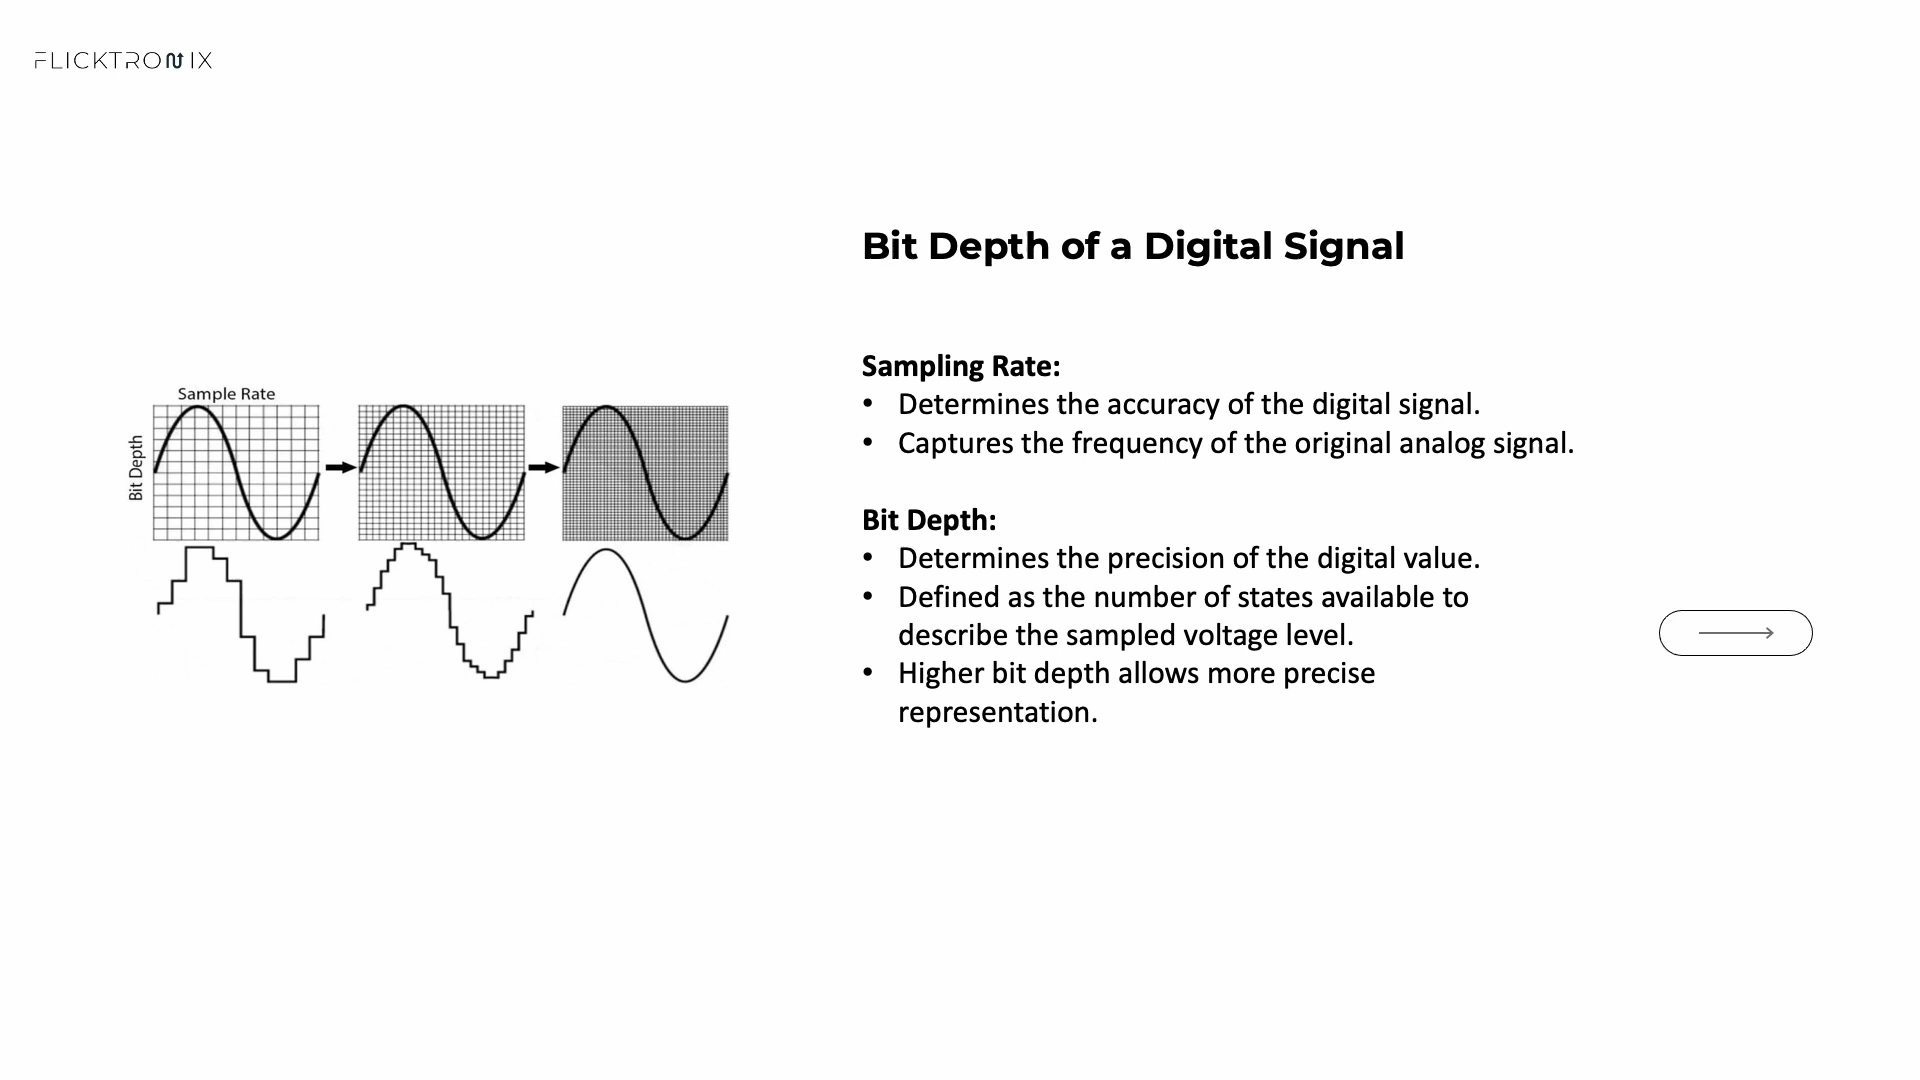 FLICKTRONIX
Bit Depth of a Digital Signal
Sample Rate
Bit Depth
Sampling Rate:
• Determines the accuracy of the digital signal.
• Captures the frequency of the original analog signal.
Bit Depth:
• Determines the precision of the digital value.
• Defined as the number of states available to
describe the sampled voltage level.
• Higher bit depth allows more precise
representation.